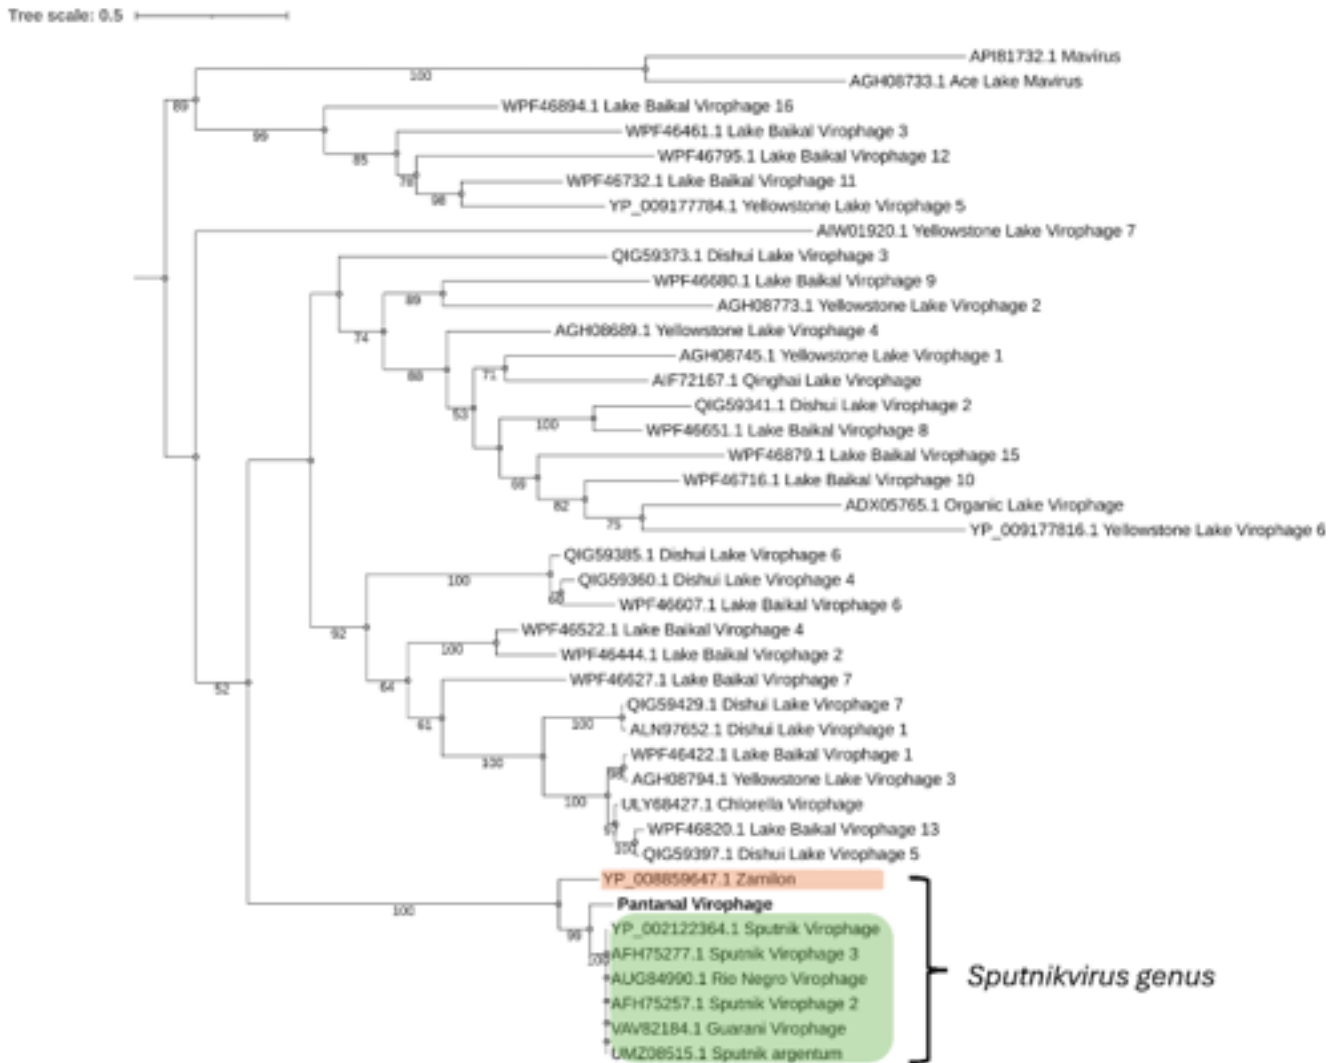 Tree scale: 0.5
API81732.1 Mavirus
100
AGH08733.1 Ace Lake Mavirus
89
WPF46894.1 Lake Baikal Virophage 16
99
WPF46461.1 Lake Baikal Virophage 3
85
WPF46795.1 Lake Baikal Virophage 12
78
WPF46732.1 Lake Baikal Virophage 11
98
YP_009177784.1 Yellowstone Lake Virophage 5
AIW01920.1 Yellowstone Lake Virophage 7
QIG59373.1 Dishui Lake Virophage 3
WPF46680.1 Lake Baikal Virophage 9
89
AGH08773.1 Yellowstone Lake Virophage 2
74
AGH08689.1 Yellowstone Lake Virophage 4
88
AGH08745.1 Yellowstone Lake Virophage 1
71
AIF72167.1 Qinghai Lake Virophage
53
QIG59341.1 Dishui Lake Virophage 2
100
WPF46651.1 Lake Baikal Virophage 8
WPF46879.1 Lake Baikal Virophage 15
69
WPF46716.1 Lake Baikal Virophage 10
82
ADX05765.1 Organic Lake Virophage
75
YP_009177816.1 Yellowstone Lake Virophage 6
QIG59385.1 Dishui Lake Virophage 6
100
QIG59360.1 Dishui Lake Virophage 4
WPF46607.1 Lake Baikal Virophage 6
92
WPF46522.1 Lake Baikal Virophage 4
100
WPF46444.1 Lake Baikal Virophage 2
64
WPF46627.1 Lake Baikal Virophage 7
52
QIG59429.1 Dishui Lake Virophage 7
61
100
ALN97652.1 Dishui Lake Virophage 1
100
WPF46422.1 Lake Baikal Virophage 1
AGH08794.1 Yellowstone Lake Virophage 3
100
ULY68427.1 Chlorella Virophage
97
WPF46820.1 Lake Baikal Virophage 13
100
QIG59397.1 Dishui Lake Virophage 5
YP_008859647.1 Zamilon
100
Pantanal Virophage
99
YP_002122364.1 Sputnik Virophage
100
AFH75277.1 Sputnik Virophage 3
AUG84990.1 Rio Negro Virophage
AFH75257.1 Sputnik Virophage 2
VAV82184.1 Guarani Virophage
UMZ08515.1 Sputnik argentum
Sputnikvirus genus